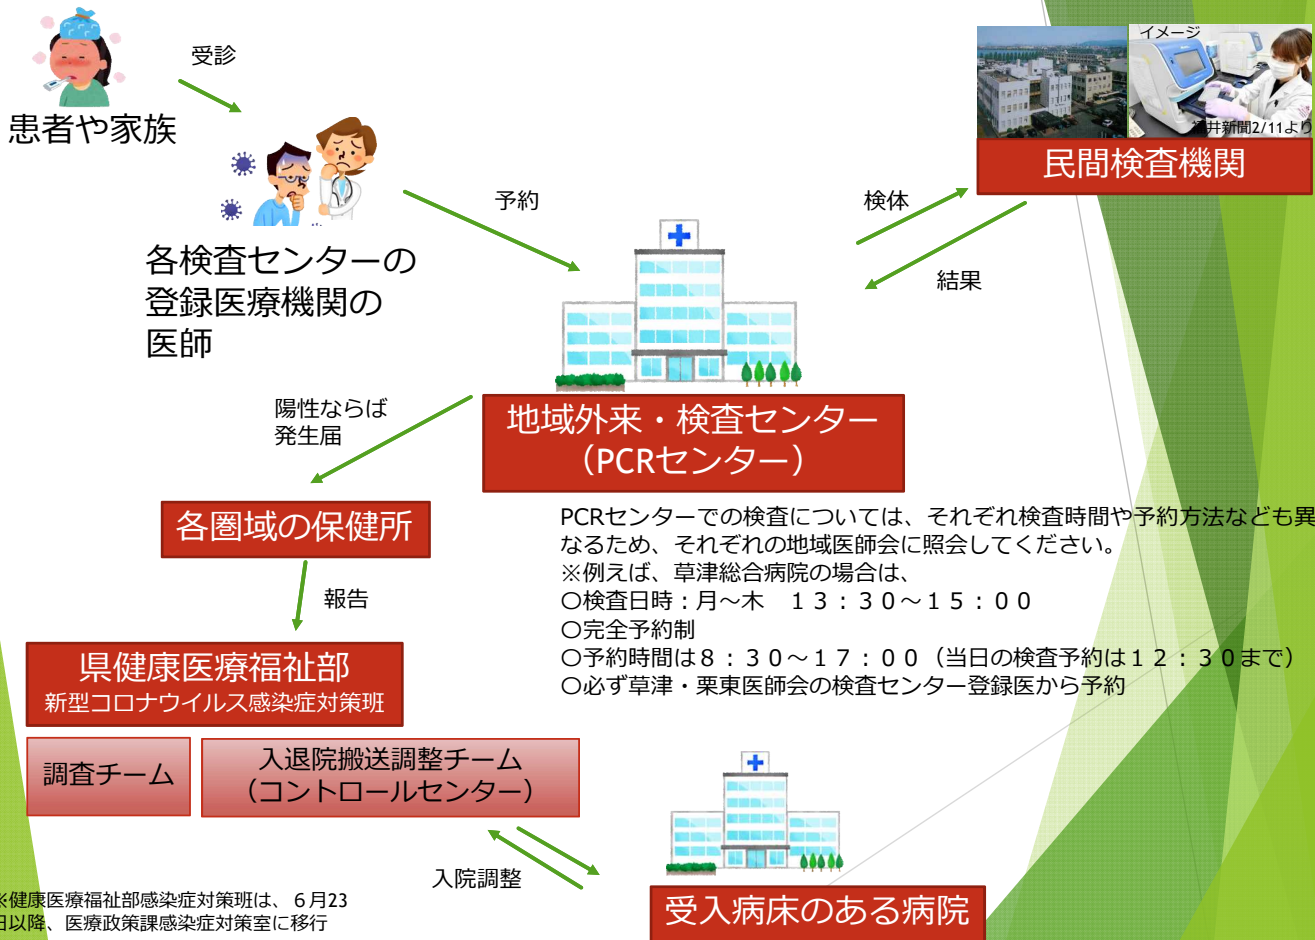 受診
患者や家族
イメージ
井新聞2/11より
民間検査機関
予約
検体
結果
各検査センターの
登録医療機関の
医師
陽性ならば
発生届
地域外来・検査センター
（PCRセンター）
各圏域の保健所
PCRセンターでの検査については、それぞれ検査時間や予約方法なども異
なるため、それぞれの地域医師会に照会してください。
※例えば、草津総合病院の場合は、
○検査日時：月～木　１３：３０～１５：００
○完全予約制
○予約時間は８：３０～１７：００（当日の検査予約は１２：３０まで）
○必ず草津・栗東医師会の検査センター登録医から予約
報告
県健康医療福祉部
新型コロナウイルス感染症対策班
調査チーム
入退院搬送調整チーム
（コントロールセンター）
入院調整
受入病床のある病院
※健康医療福祉部感染症対策班は、６月23
日以降、医療政策課感染症対策室に移行